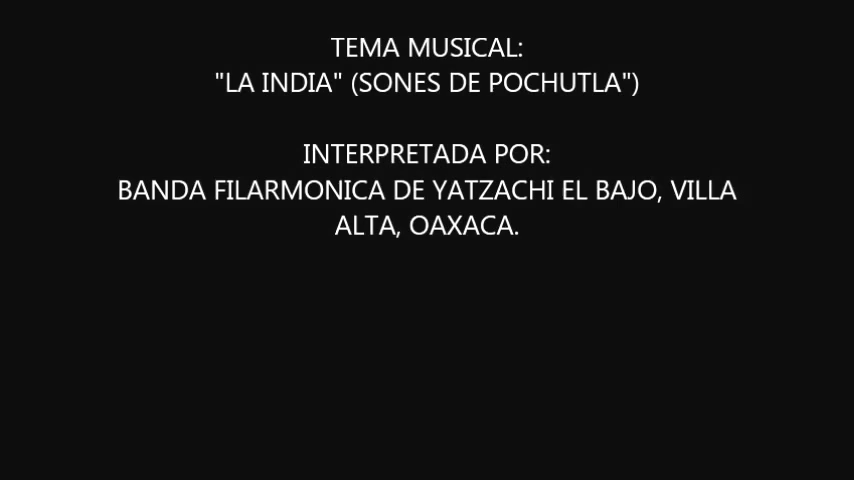 TEMA MUSICAL:
"LA INDIA" (SONES DE POCHUTLA")
INTERPRETADA POR:
BANDA FILARMONICA DE YATZACHI EL BAJO, VILLA
ALTA, OAXACA.